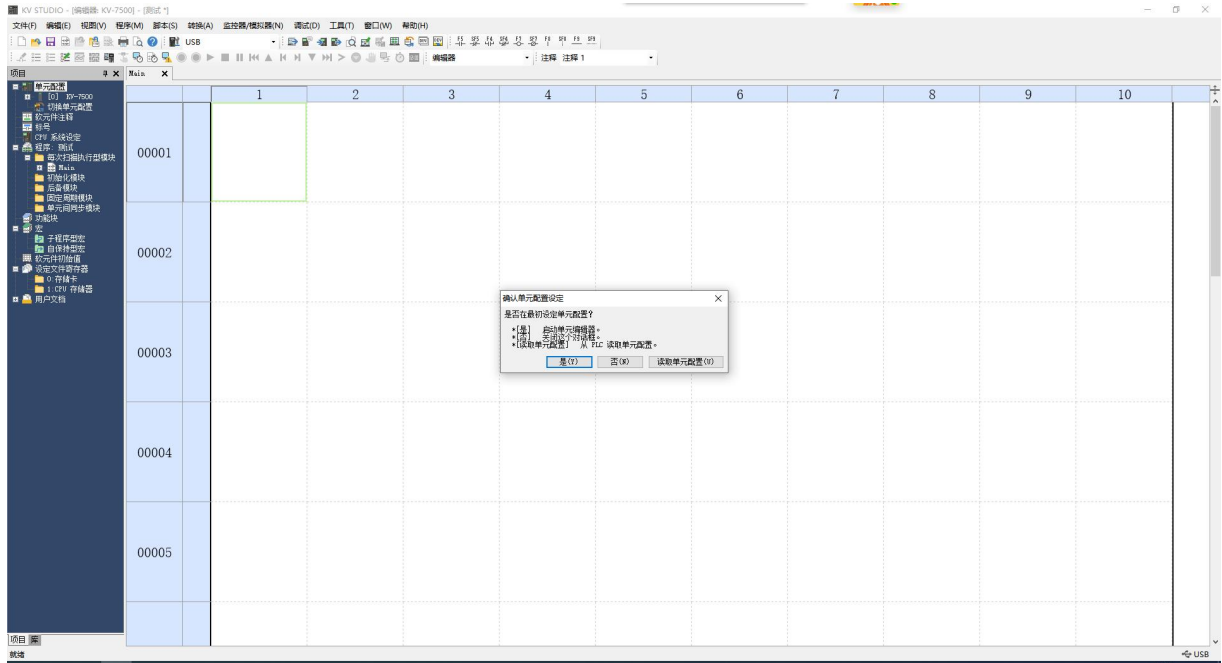 KV STUDIO - [编辑器: KV-7500] - [测试 *]
文件(F) 编辑(E) 视图(V) 程序(M) 脚本(S) 转换(A) 监控器/模拟器(N) 调试(D) 工具(T) 窗口(W) 帮助(H)
USB
编辑器 注释 注释 1
项目 Main
单元配置
[0] KV-7500
切换单元配置
软元件注释
标号
CPU 系统设定
程序: 测试
每次扫描执行型模块
Main
初始化模块
后备模块
固定周期模块
单元间同步模块
功能块
宏
子程序型宏
自保持型宏
软元件初始值
设定文件寄存器
0:存储卡
1:CPU 存储器
用户文档
1 2 3 4 5 6 7 8 9 10
00001
00002
00003
00004
00005
确认单元配置设定
是否在最初设定单元配置?
*[是] 启动单元编辑器。
*[否] 关闭这个对话框。
*[读取单元配置] 从 PLC 读取单元配置。
是(Y) 否(N) 读取单元配置(U)
项目 库
就绪 USB